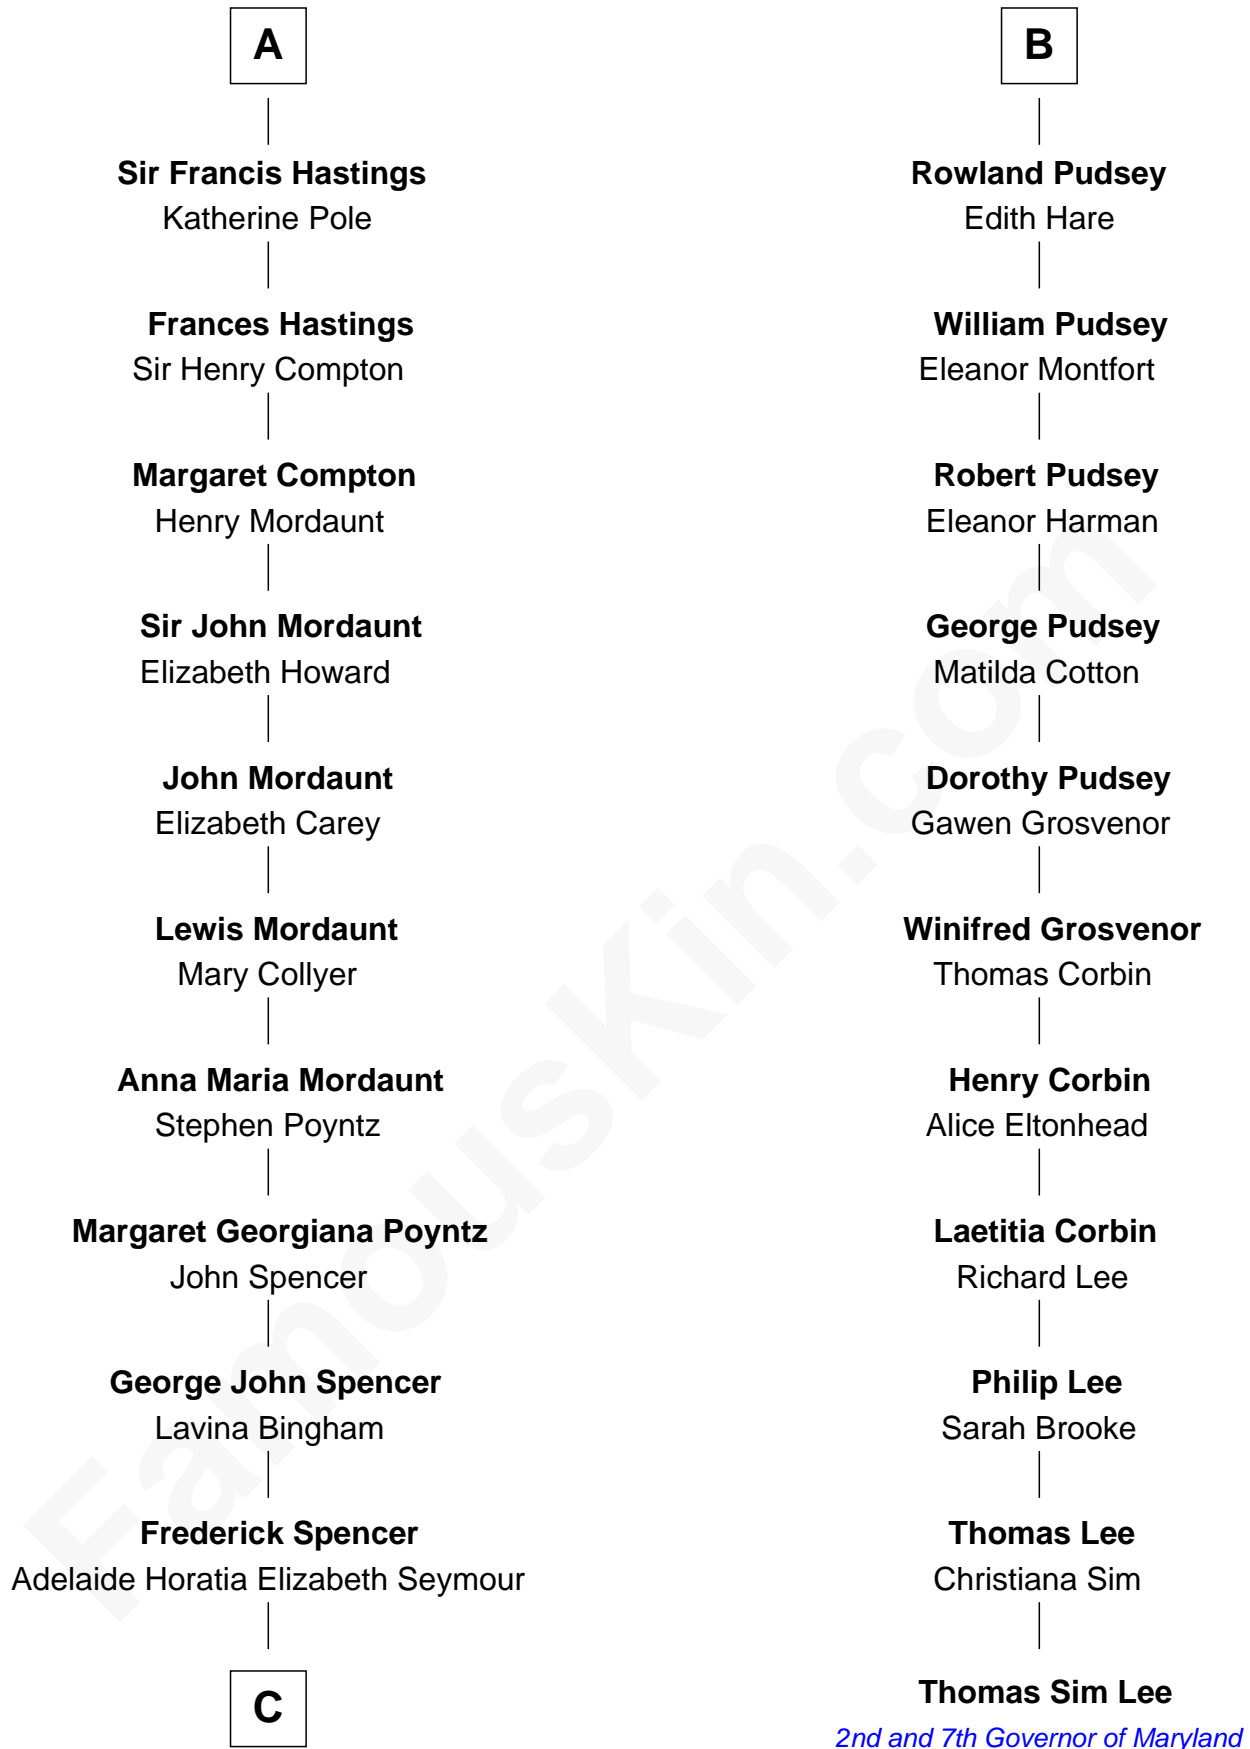 A
Sir Francis Hastings
Katherine Pole
Frances Hastings
Sir Henry Compton
Margaret Compton
Henry Mordaunt
Sir John Mordaunt
Elizabeth Howard
John Mordaunt
Elizabeth Carey
Lewis Mordaunt
Mary Collyer
Anna Maria Mordaunt
Stephen Poyntz
Margaret Georgiana Poyntz
John Spencer
George John Spencer
Lavina Bingham
Frederick Spencer
Adelaide Horatia Elizabeth Seymour
C
B
Rowland Pudsey
Edith Hare
William Pudsey
Eleanor Montfort
Robert Pudsey
Eleanor Harman
George Pudsey
Matilda Cotton
Dorothy Pudsey
Gawen Grosvenor
Winifred Grosvenor
Thomas Corbin
Henry Corbin
Alice Eltonhead
Laetitia Corbin
Richard Lee
Philip Lee
Sarah Brooke
Thomas Lee
Christiana Sim
Thomas Sim Lee
2nd and 7th Governor of Maryland
FamousKin.com